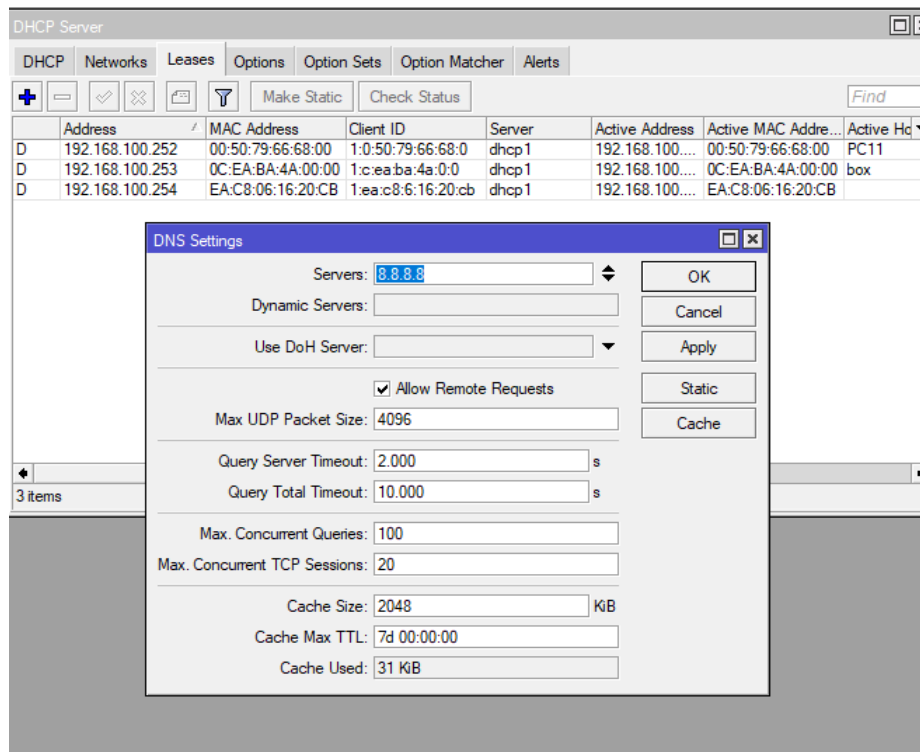 DHCP Server
DHCP Networks Leases Options Option Sets Option Matcher Alerts
Make Static Check Status Find
Address MAC Address Client ID Server Active Address Active MAC Addre... Active Ho
D 192.168.100.252 00:50:79:66:68:00 1:0:50:79:66:68:0 dhcp1 192.168.100.... 00:50:79:66:68:00 PC11
D 192.168.100.253 0C:EA:BA:4A:00:00 1:c:ea:ba:4a:0:0 dhcp1 192.168.100.... 0C:EA:BA:4A:00:00 box
D 192.168.100.254 EA:C8:06:16:20:CB 1:ea:c8:6:16:20:cb dhcp1 192.168.100.... EA:C8:06:16:20:CB
3 items
DNS Settings
Servers: 8.8.8.8 OK
Dynamic Servers: Cancel
Use DoH Server: Apply
Allow Remote Requests Static
Max UDP Packet Size: 4096 Cache
Query Server Timeout: 2.000 s
Query Total Timeout: 10.000 s
Max. Concurrent Queries: 100
Max. Concurrent TCP Sessions: 20
Cache Size: 2048 KiB
Cache Max TTL: 7d 00:00:00
Cache Used: 31 KiB